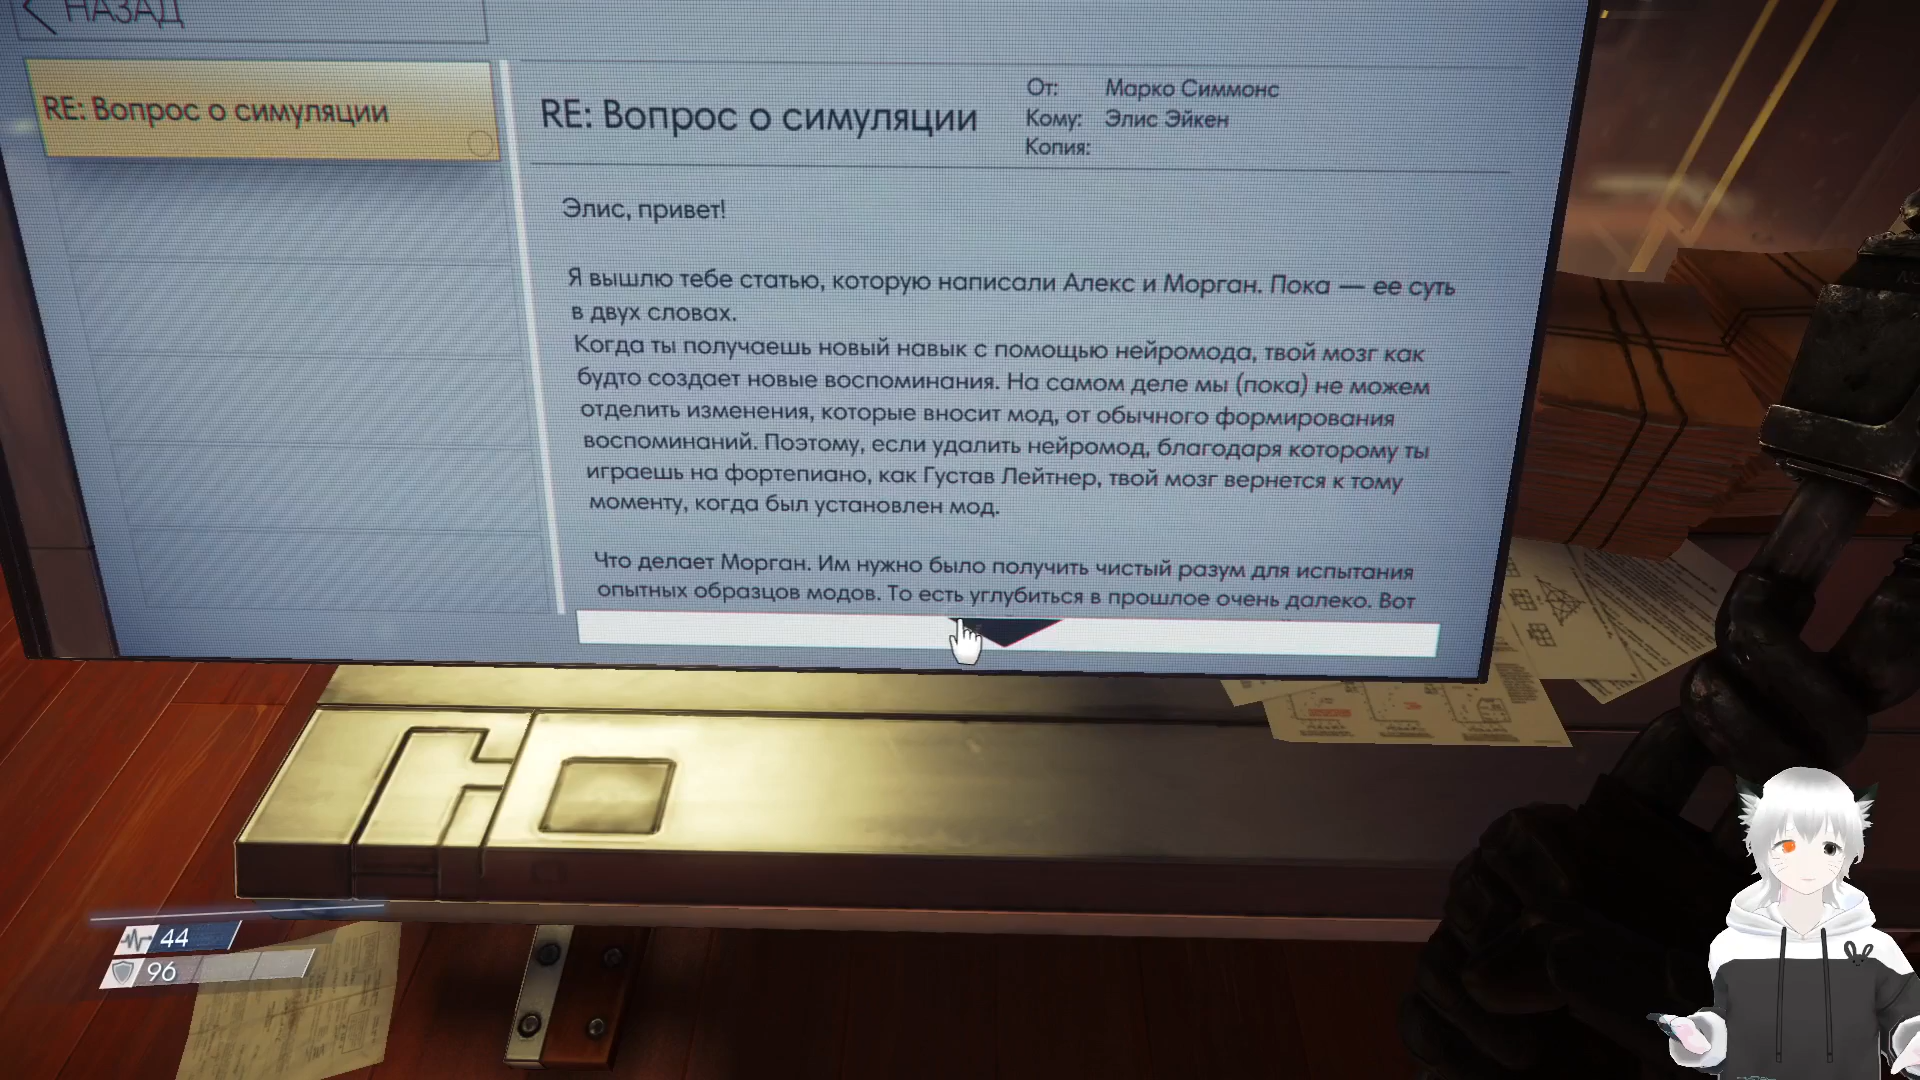 НАЗАД
RE: Вопрос о симуляции
RE: Вопрос о симуляции
От: Марко Симмонс
Кому: Элис Эйкен
Копия:
Элис, привет!
Я вышлю тебе статью, которую написали Алекс и Морган. Пока — ее суть
в двух словах.
Когда ты получаешь новый навык с помощью нейромода, твой мозг как
будто создает новые воспоминания. На самом деле мы (пока) не можем
отделить изменения, которые вносит мод, от обычного формирования
воспоминаний. Поэтому, если удалить нейромод, благодаря которому ты
играешь на фортепиано, как Густав Лейтнер, твой мозг вернется к тому
моменту, когда был установлен мод.
Что делает Морган. Им нужно было получить чистый разум для испытания
опытных образцов модов. То есть углубиться в прошлое очень далеко. Вот
44
96